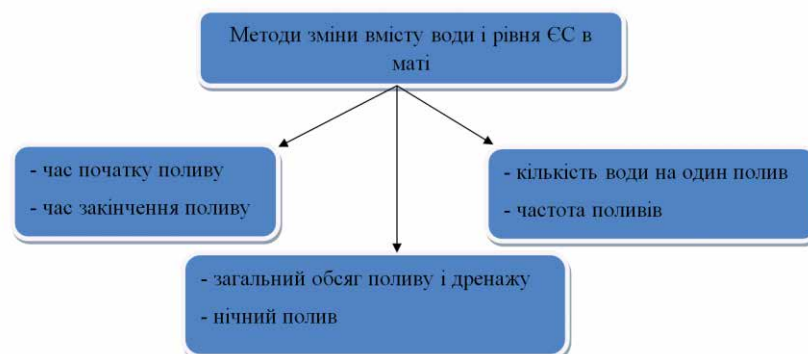 Методи зміни вмісту води і рівня ЄС в
маті
- час початку поливу
- час закінчення поливу
- кількість води на один полив
- частота поливів
- загальний обсяг поливу і дренажу
- нічний полив